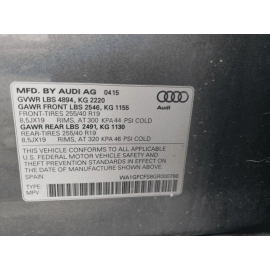 MFD. BY AUDI AG 04/15
GVWR LBS 4894, KG 2220
GAWR FRONT LBS 2546, KG 1155
FRONT-TIRES 255/40 R19
8.5JX19 RIMS, AT 300 KPA 44 PSI COLD
GAWR REAR LBS 2491, KG 1130
REAR-TIRES 255/40 R19
8.5JX19 RIMS, AT 320 KPA 46 PSI COLD
Audi
THIS VEHICLE CONFORMS TO ALL APPLICABLE
U.S. FEDERAL MOTOR VEHICLE SAFETY AND
THEFT PREVENTION STANDARDS IN EFFECT ON
THE DATE OF MANUFACTURE SHOWN ABOVE.
SPAIN
TYPE:
MPV